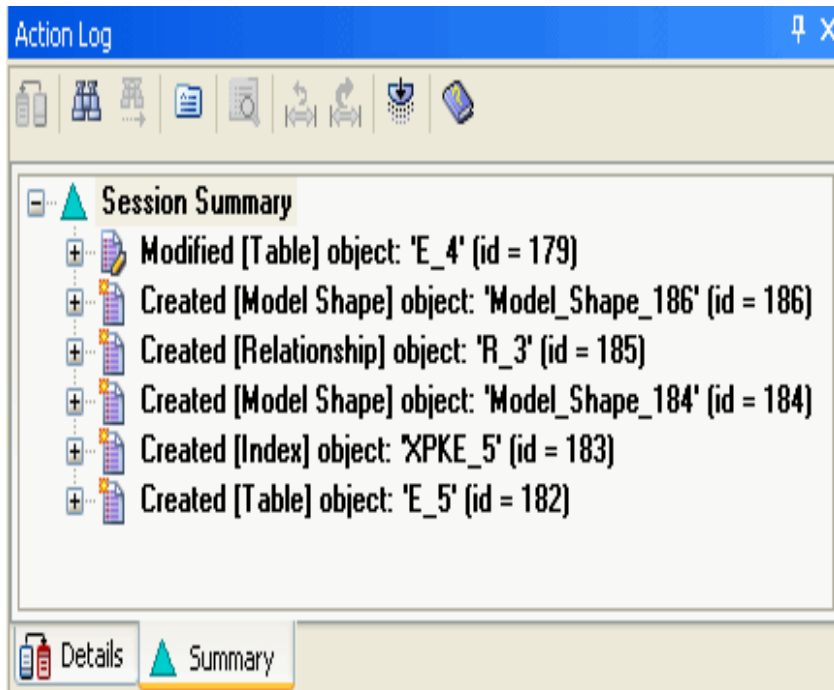 Action Log
Session Summary
Modified [Table] object: 'E_4' (id = 179)
Created [Model Shape] object: 'Model_Shape_186' (id = 186)
Created [Relationship] object: 'R_3' (id = 185)
Created [Model Shape] object: 'Model_Shape_184' (id = 184)
Created [Index] object: 'XPKE_5' (id = 183)
Created [Table] object: 'E_5' (id = 182)
Details
Summary